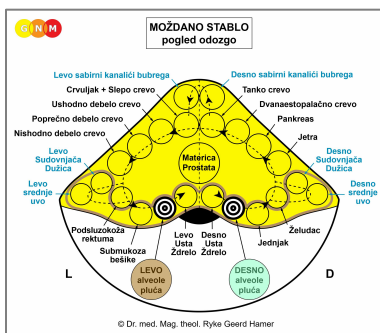 GNM
MOŽDANO STABLO
pogled odozgo
Levo sabirni kanalići bubrega
Desno sabirni kanalići bubrega
Crvuljak + Slepo crevo
Tanko crevo
Ushodno debelo crevo
Dvanaestopalačno crevo
Poprečno debelo crevo
Pankreas
Nishodno debelo crevo
Jetra
Levo
Sudovnjača
Dužica
Desno
Sudovnjača
Dužica
Materica
Prostata
Levo
srednje
uvo
Desno
srednje
uvo
Podsluzokoža
rektuma
Submukoza
bešike
Levo
Usta
Ždrelo
Desno
Usta
Ždrelo
Jednjak
Želudac
L
D
LEVO
alveole
pluća
DESNO
alveole
pluća
© Dr. med. Mag. theol. Ryke Geerd Hamer